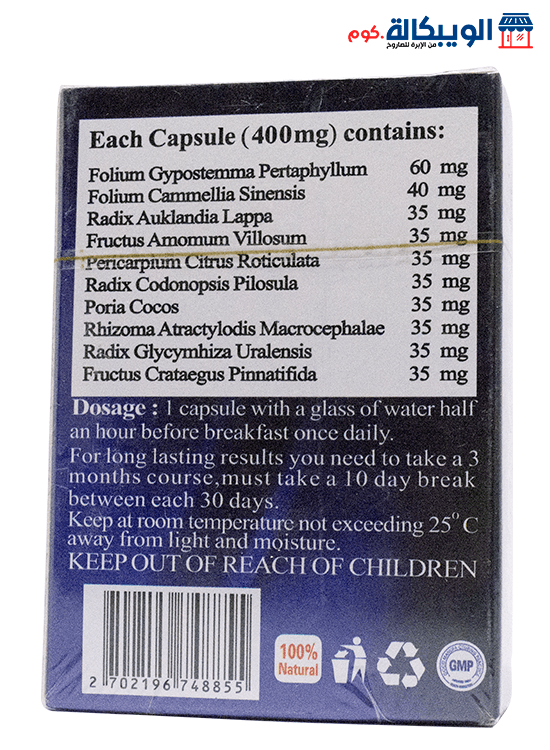 الويبكالة.كوم
من الإبرة للصاروخ
Each Capsule (400mg) contains:
Folium Gypostemma Pertaphyllum 60 mg
Folium Cammellia Sinensis 40 mg
Radix Auklandia Lappa 35 mg
Fructus Amomum Villosum 35 mg
Pericarpium Citrus Roticulata 35 mg
Radix Codonopsis Pilosula 35 mg
Poria Cocos 35 mg
Rhizoma Atractylodis Macrocephalae 35 mg
Radix Glycymhiza Uralensis 35 mg
Fructus Crataegus Pinnatifida 35 mg
Dosage : 1 capsule with a glass of water half
an hour before breakfast once daily.
For long lasting results you need to take a 3
months course,must take a 10 day break
between each 30 days.
Keep at room temperature not exceeding 25° C
away from light and moisture.
KEEP OUT OF REACH OF CHILDREN
2 702196 748855
100%
Natural
GMP